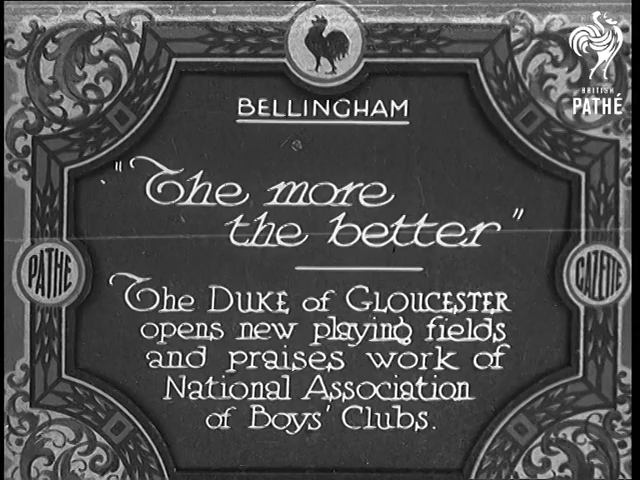 BRITISH
PATHÉ
BELLINGHAM
"The more
the better"
PATHE
GAZETTE
The DUKE of GLOUCESTER
opens new playing fields
and praises work of
National Association
of Boys' Clubs.